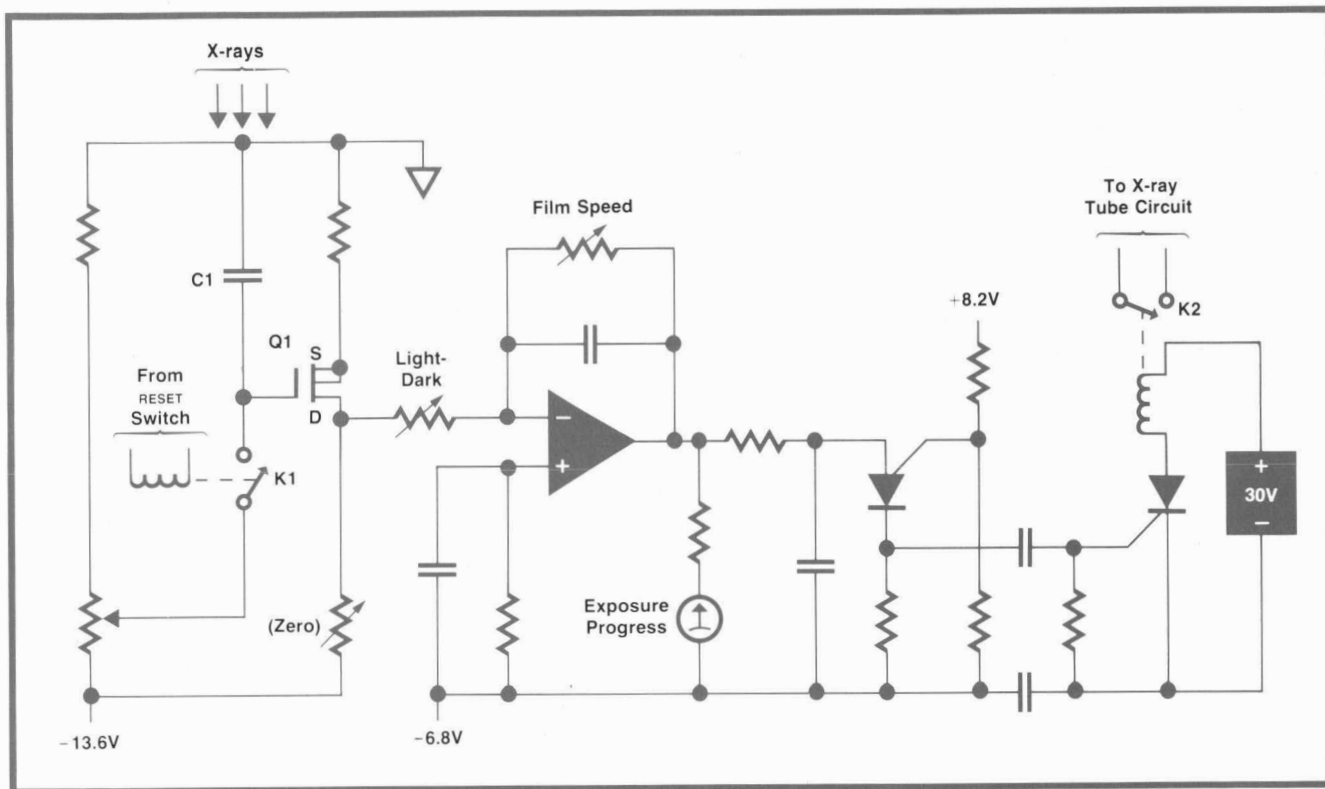 X-rays
To X-ray
Tube Circuit
Film Speed
+8.2V
C1
K2
Q1
S
Light-
Dark
From
RESET
Switch
D
−
+
K1
+
30V
−
(Zero)
Exposure
Progress
−13.6V
−6.8V